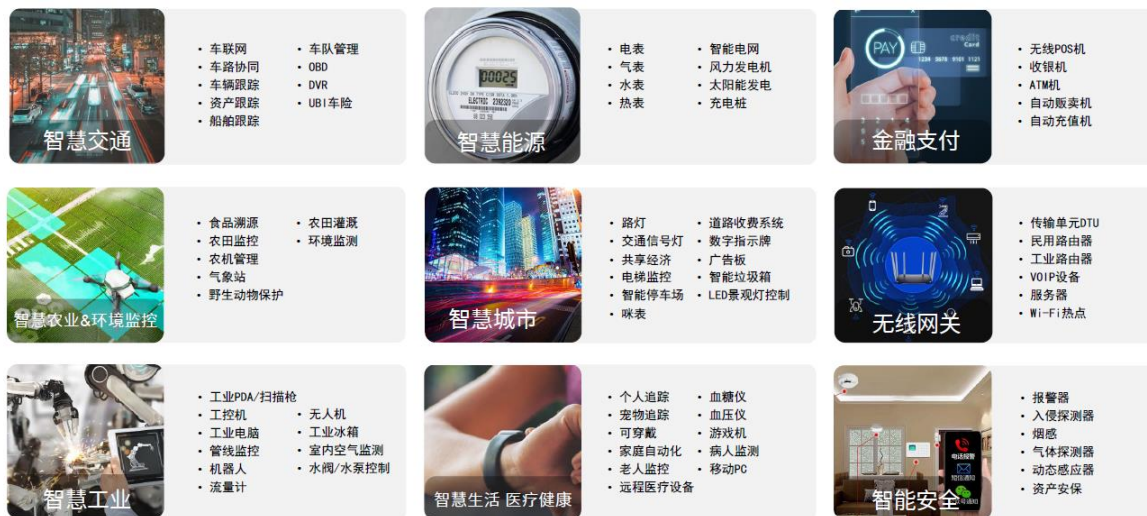 智慧交通
• 车联网
• 车路协同
• 车辆跟踪
• 资产跟踪
• 船舶跟踪
• 车队管理
• OBD
• DVR
• UBI车险
00025
ELECTRIC 2392320
智慧能源
• 电表
• 气表
• 水表
• 热表
• 智能电网
• 风力发电机
• 太阳能发电
• 充电桩
PAY
credit
Card
1234 5678 9101 1121
金融支付
• 无线POS机
• 收银机
• ATM机
• 自动贩卖机
• 自动充值机
智慧农业&环境监控
• 食品溯源
• 农田监控
• 农机管理
• 气象站
• 野生动物保护
• 农田灌溉
• 环境监测
智慧城市
• 路灯
• 交通信号灯
• 共享经济
• 电梯监控
• 智能停车场
• 咪表
• 道路收费系统
• 数字指示牌
• 广告板
• 智能垃圾箱
• LED景观灯控制
无线网关
• 传输单元DTU
• 民用路由器
• 工业路由器
• VOIP设备
• 服务器
• Wi-Fi热点
智慧工业
• 工业PDA/扫描枪
• 工控机
• 工业电脑
• 管线监控
• 机器人
• 流量计
• 无人机
• 工业冰箱
• 室内空气监测
• 水阀/水泵控制
智慧生活 医疗健康
• 个人追踪
• 宠物追踪
• 可穿戴
• 家庭自动化
• 老人监控
• 远程医疗设备
• 血糖仪
• 血压仪
• 游戏机
• 病人监测
• 移动PC
电话报警
短信通知
智能安全
• 报警器
• 入侵探测器
• 烟感
• 气体探测器
• 动态感应器
• 资产安保